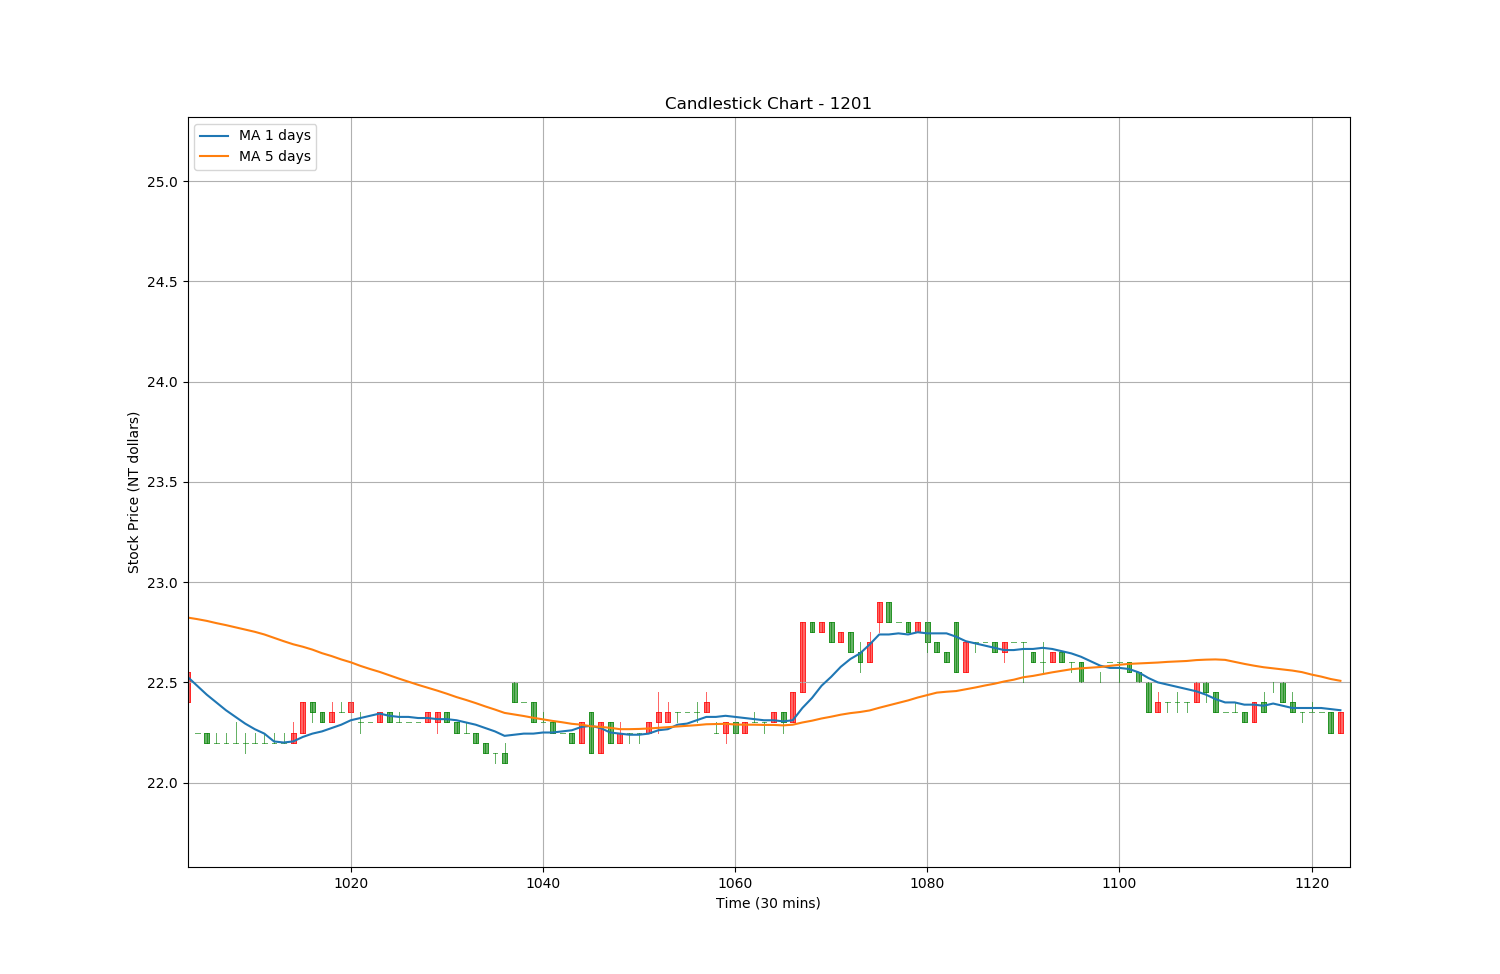 Candlestick Chart - 1201
MA 1 days
MA 5 days
25.0
24.5
24.0
23.5
23.0
22.5
22.0
Stock Price (NT dollars)
1020 1040 1060 1080 1100 1120
Time (30 mins)